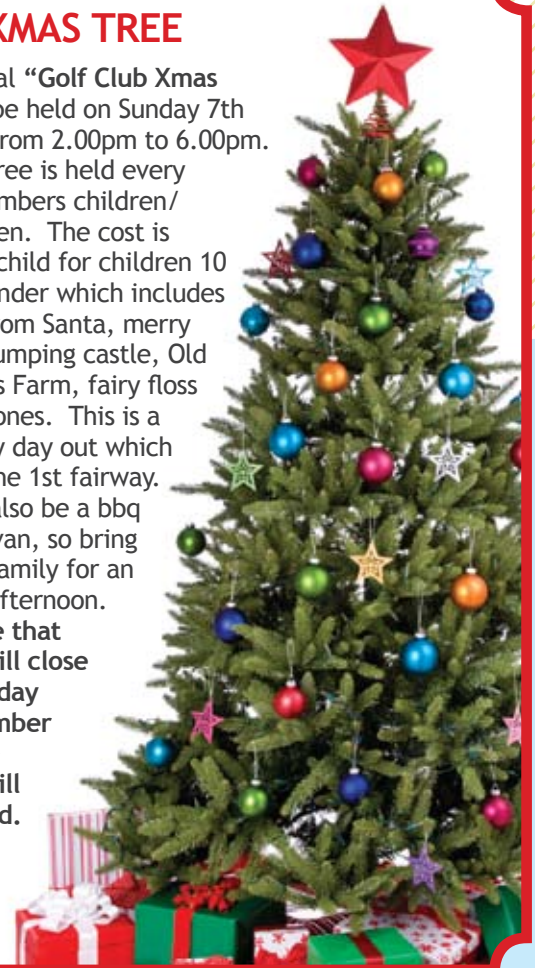 XMAS TREE
al “Golf Club Xmas
be held on Sunday 7th
from 2.00pm to 6.00pm.
ree is held every
mbers children/
en. The cost is
child for children 10
nder which includes
rom Santa, merry
umping castle, Old
s Farm, fairy floss
ones. This is a
y day out which
he 1st fairway.
also be a bbq
van, so bring
amily for an
fternoon.
e that
ill close
day
mber
ill
d.